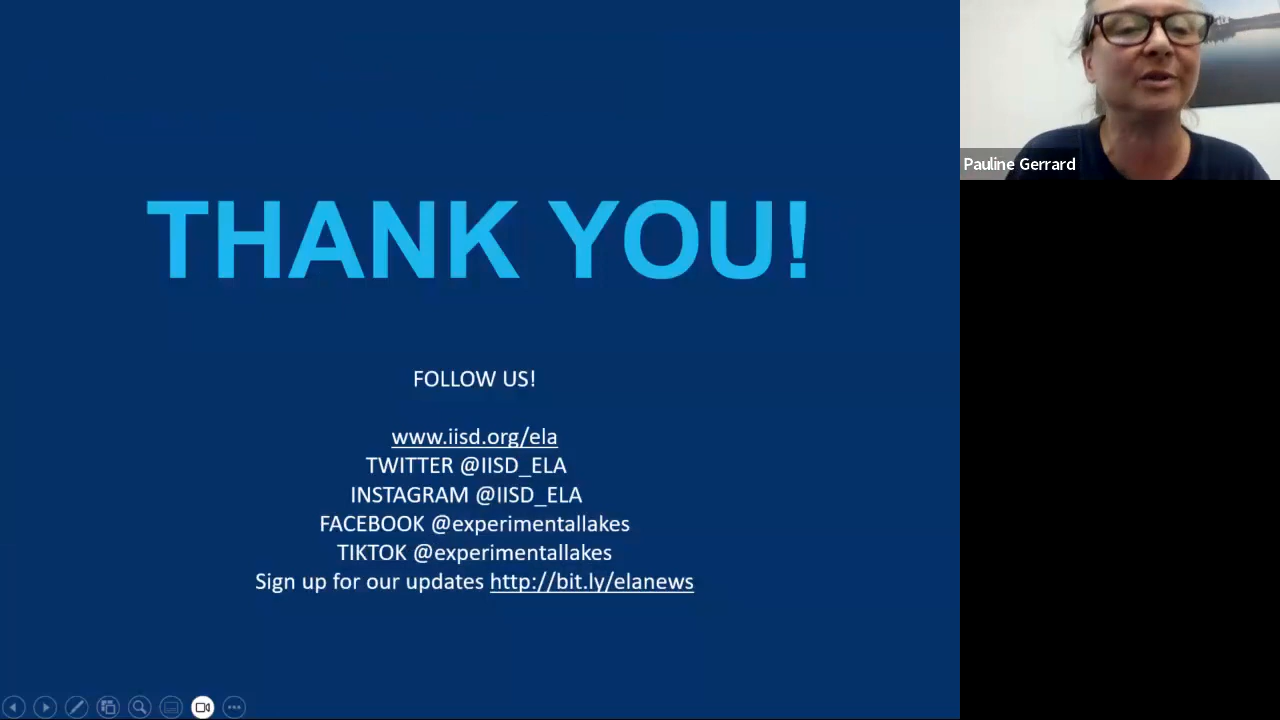 THANK YOU!
FOLLOW US!
www.iisd.org/ela
TWITTER @IISD_ELA
INSTAGRAM @IISD_ELA
FACEBOOK @experimentallakes
TIKTOK @experimentallakes
Sign up for our updates http://bit.ly/elanews
Pauline Gerrard